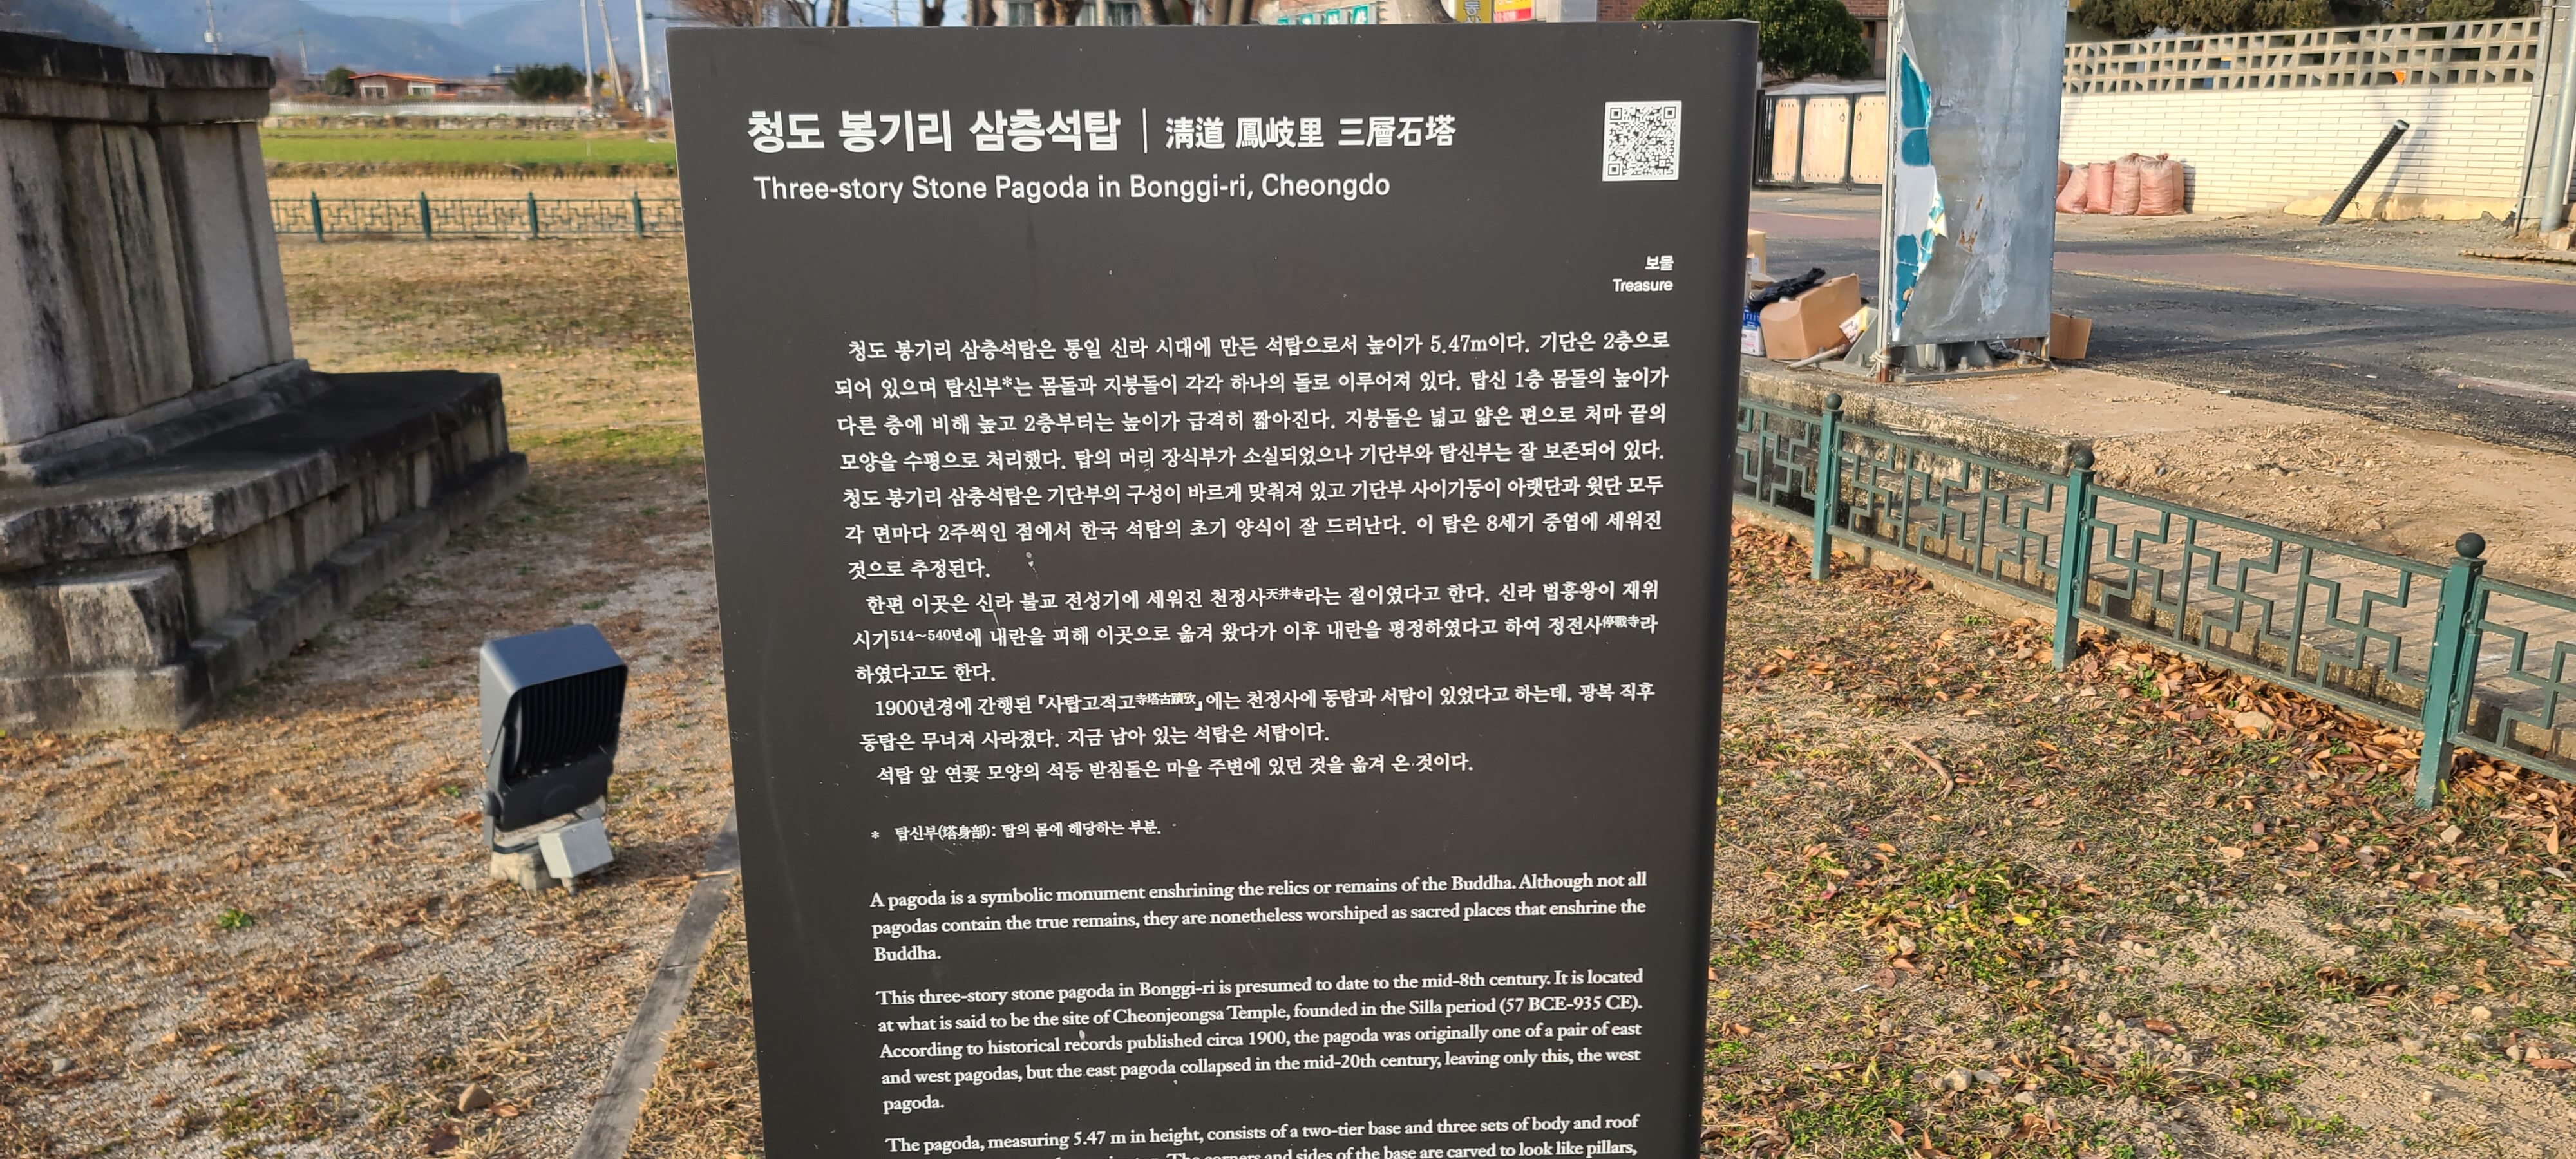 청도 봉기리 삼층석탑 | 淸道 鳳岐里 三層石塔
Three-story Stone Pagoda in Bonggi-ri, Cheongdo
보물
Treasure
청도 봉기리 삼층석탑은 통일 신라 시대에 만든 석탑으로서 높이가 5.47m이다. 기단은 2층으로
되어 있으며 탑신부*는 몸돌과 지붕돌이 각각 하나의 돌로 이루어져 있다. 탑신 1층 몸돌의 높이가
다른 층에 비해 높고 2층부터는 높이가 급격히 짧아진다. 지붕돌은 넓고 얇은 편으로 처마 끝의
모양을 수평으로 처리했다. 탑의 머리 장식부가 소실되었으나 기단부와 탑신부는 잘 보존되어 있다.
청도 봉기리 삼층석탑은 기단부의 구성이 바르게 맞춰져 있고 기단부 사이기둥이 아랫단과 윗단 모두
각 면마다 2주씩인 점에서 한국 석탑의 초기 양식이 잘 드러난다. 이 탑은 8세기 중엽에 세워진
것으로 추정된다.
한편 이곳은 신라 불교 전성기에 세워진 천정사天井寺라는 절이였다고 한다. 신라 법흥왕이 재위
시기514~540년에 내란을 피해 이곳으로 옮겨 왔다가 이후 내란을 평정하였다고 하여 정전사停戰寺라
하였다고도 한다.
1900년경에 간행된 『사탑고적고寺塔古蹟攷』에는 천정사에 동탑과 서탑이 있었다고 하는데, 광복 직후
동탑은 무너져 사라졌다. 지금 남아 있는 석탑은 서탑이다.
석탑 앞 연꽃 모양의 석등 받침돌은 마을 주변에 있던 것을 옮겨 온 것이다.
* 탑신부(塔身部): 탑의 몸에 해당하는 부분.
A pagoda is a symbolic monument enshrining the relics or remains of the Buddha. Although not all
pagodas contain the true remains, they are nonetheless worshiped as sacred places that enshrine the
Buddha.
This three-story stone pagoda in Bonggi-ri is presumed to date to the mid-8th century. It is located
at what is said to be the site of Cheonjeongsa Temple, founded in the Silla period (57 BCE-935 CE).
According to historical records published circa 1900, the pagoda was originally one of a pair of east
and west pagodas, but the east pagoda collapsed in the mid-20th century, leaving only this, the west
pagoda.
The pagoda, measuring 5.47 m in height, consists of a two-tier base and three sets of body and roof
The corners and sides of the base are carved to look like pillars,